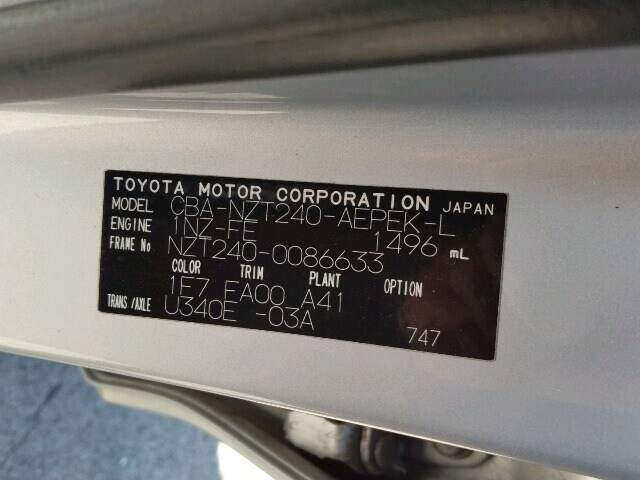 TOYOTA MOTOR CORPORATION JAPAN
MODEL CBA-NZT240-AEPEK-L
ENGINE 1NZ-FE 1496 mL
FRAME No NZT240-0086633
COLOR TRIM PLANT OPTION
1F7 FA00 A41
TRANS/AXLE U340E -03A
747